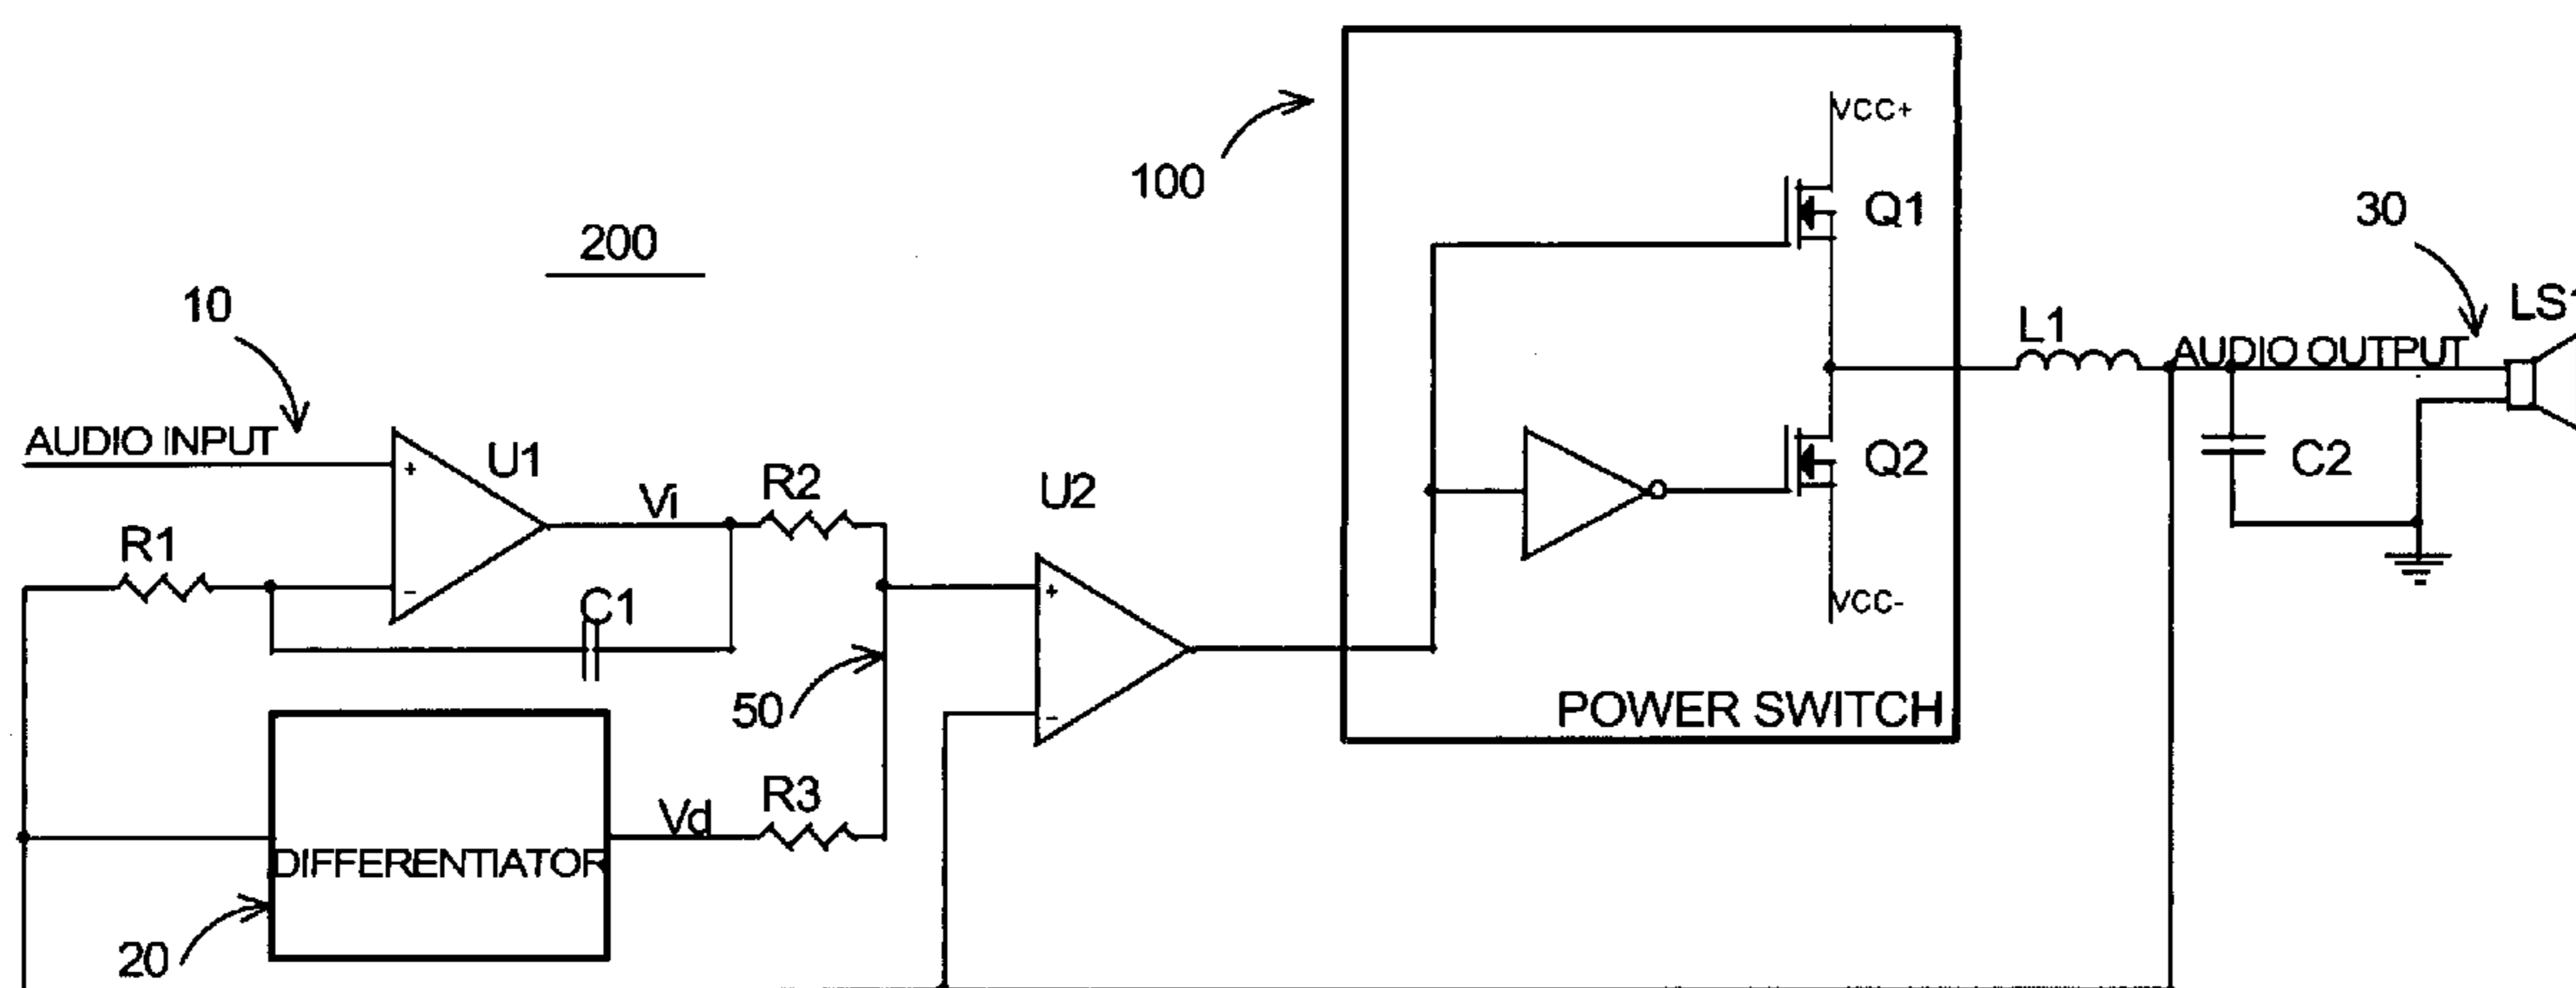 100
VCC+
Q1
200
30
10
LS1
L1
AUDIO OUTPUT
AUDIO INPUT
+
U1
Vi
R2
U2
Q2
C2
R1
-
C1
+
VCC-
50
-
POWER SWITCH
Vd
R3
DIFFERENTIATOR
20